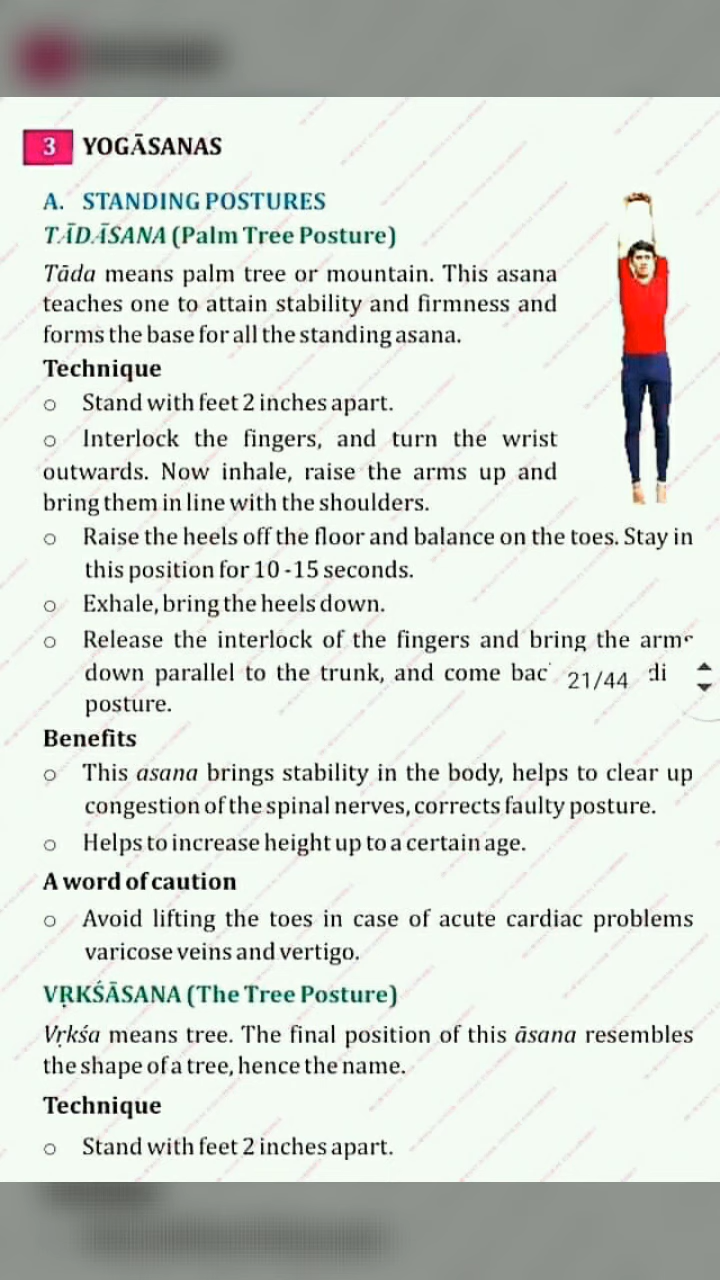 3 YOGĀSANAS
A. STANDING POSTURES
TĀDĀSANA (Palm Tree Posture)
Tāda means palm tree or mountain. This asana
teaches one to attain stability and firmness and
forms the base for all the standing asana.
Technique
o Stand with feet 2 inches apart.
o Interlock the fingers, and turn the wrist
outwards. Now inhale, raise the arms up and
bring them in line with the shoulders.
o Raise the heels off the floor and balance on the toes. Stay in
this position for 10 -15 seconds.
o Exhale, bring the heels down.
o Release the interlock of the fingers and bring the
down parallel to the trunk, and come 21/44
posture.
Benefits
o This asana brings stability in the body, helps to clear up
congestion of the spinal nerves, corrects faulty posture.
o Helps to increase height up to a certain age.
A word of caution
o Avoid lifting the toes in case of acute cardiac problems
varicose veins and vertigo.
VṚKŚĀSANA (The Tree Posture)
Vṛkśa means tree. The final position of this āsana resembles
the shape of a tree, hence the name.
Technique
o Stand with feet 2 inches apart.